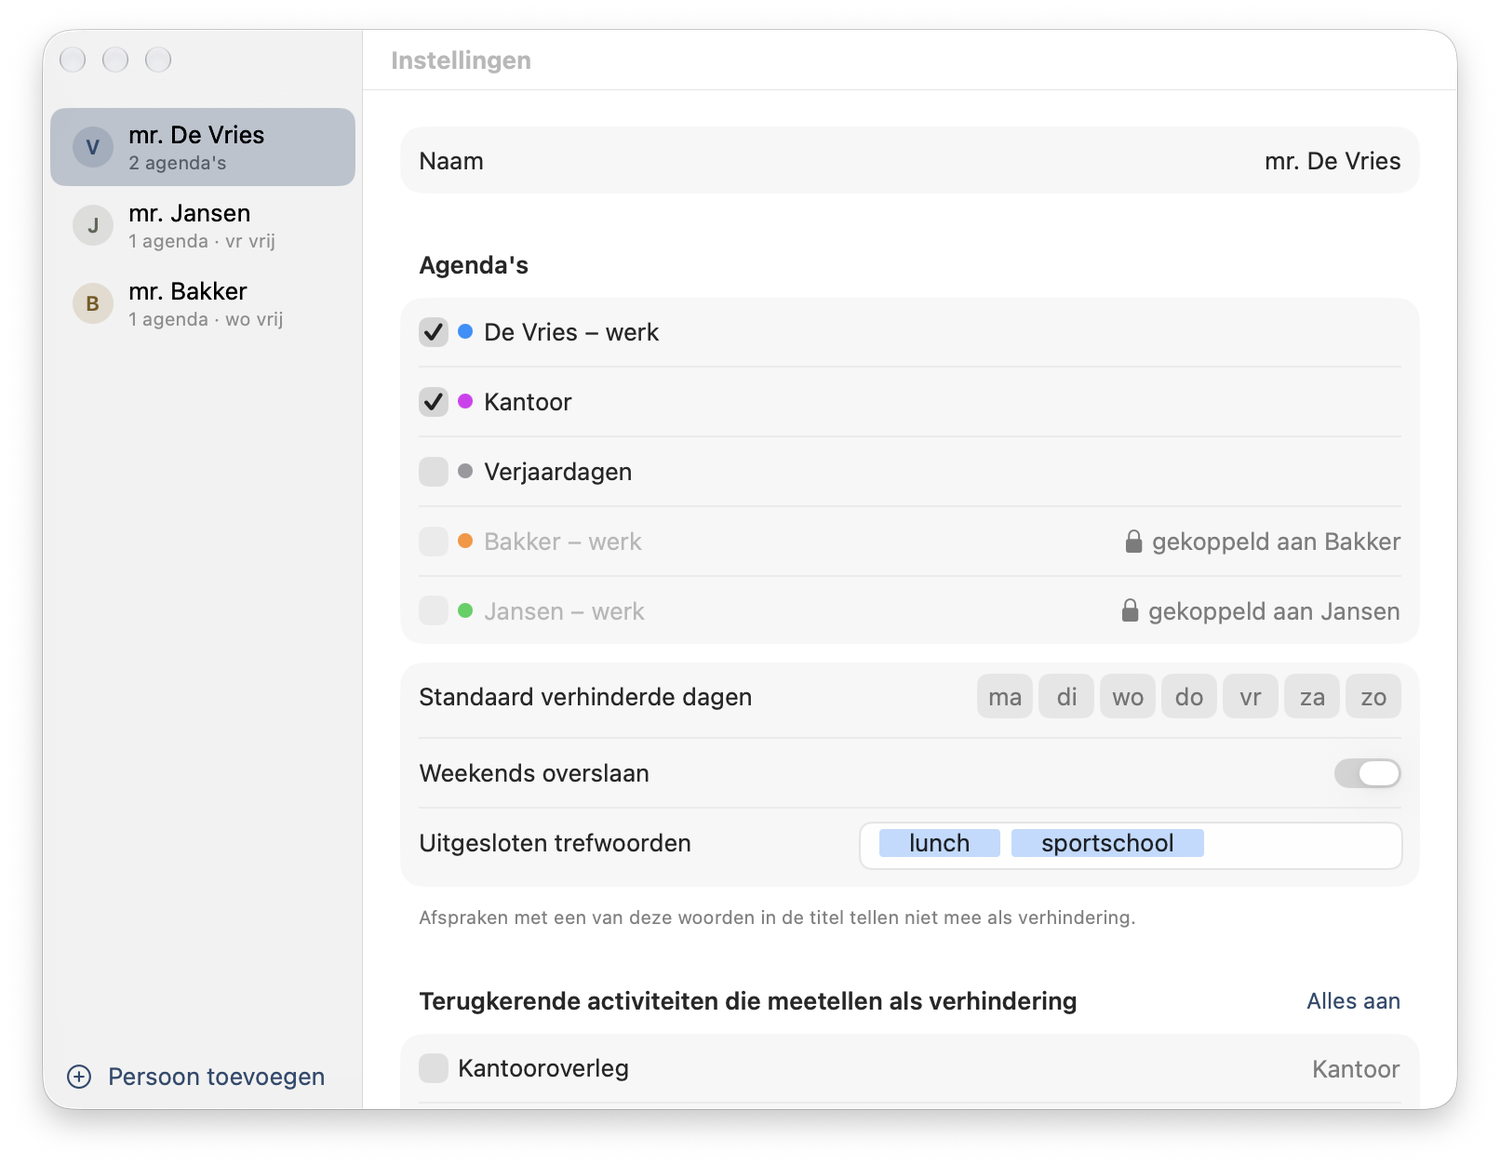 Instellingen
V
mr. De Vries
2 agenda's
J
mr. Jansen
1 agenda · vr vrij
B
mr. Bakker
1 agenda · wo vrij
Persoon toevoegen
Naam mr. De Vries
Agenda's
De Vries – werk
Kantoor
Verjaardagen
Bakker – werk gekoppeld aan Bakker
Jansen – werk gekoppeld aan Jansen
Standaard verhinderde dagen ma di wo do vr za zo
Weekends overslaan
Uitgesloten trefwoorden lunch sportschool
Afspraken met een van deze woorden in de titel tellen niet mee als verhindering.
Terugkerende activiteiten die meetellen als verhindering Alles aan
Kantooroverleg Kantoor